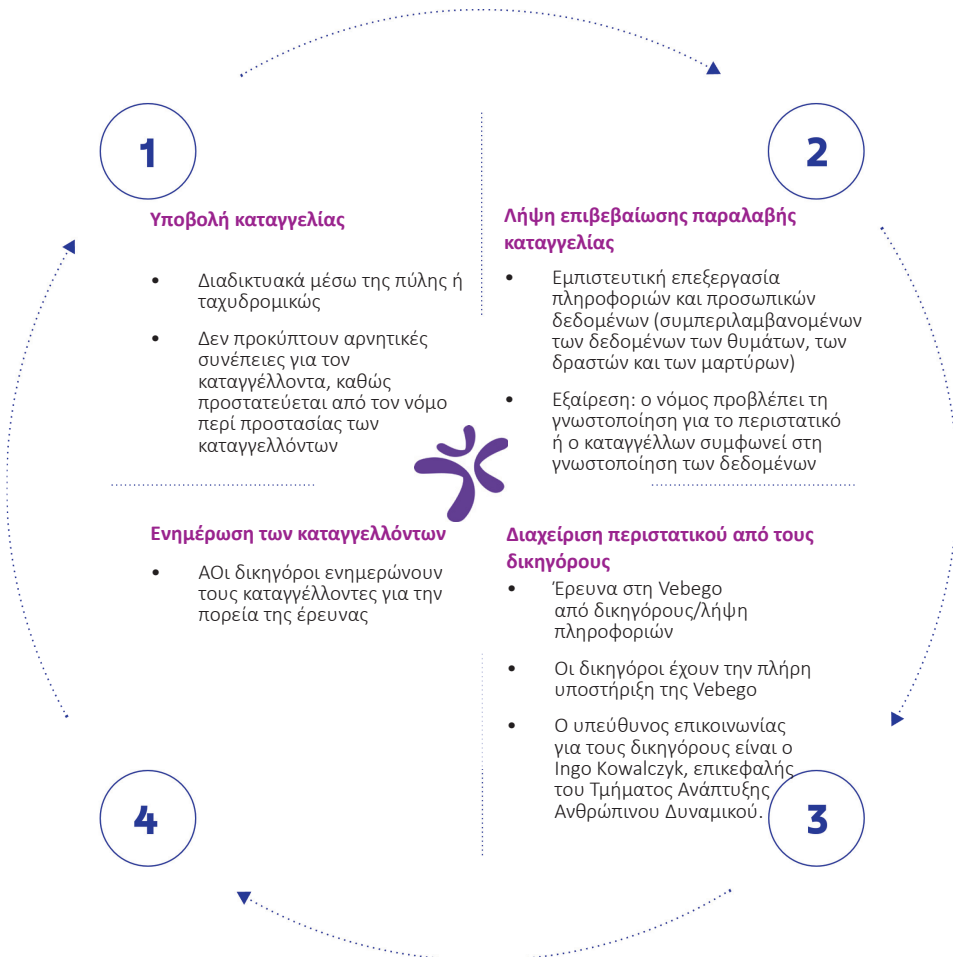 1
Υποβολή καταγγελίας
• Διαδικτυακά μέσω της πύλης ή
ταχυδρομικώς
• Δεν προκύπτουν αρνητικές
συνέπειες για τον
καταγγέλλοντα, καθώς
προστατεύεται από τον νόμο
περί προστασίας των
καταγγελλόντων
2
Λήψη επιβεβαίωσης παραλαβής
καταγγελίας
• Εμπιστευτική επεξεργασία
πληροφοριών και προσωπικών
δεδομένων (συμπεριλαμβανομένων
των δεδομένων των θυμάτων, των
δραστών και των μαρτύρων)
• Εξαίρεση: ο νόμος προβλέπει τη
γνωστοποίηση για το περιστατικό
ή ο καταγγέλλων συμφωνεί στη
γνωστοποίηση των δεδομένων
Διαχείριση περιστατικού από τους
δικηγόρους
• Έρευνα στη Vebego
από δικηγόρους/λήψη
πληροφοριών
• Οι δικηγόροι έχουν την πλήρη
υποστήριξη της Vebego
• Ο υπεύθυνος επικοινωνίας
για τους δικηγόρους είναι ο
Ingo Kowalczyk, επικεφαλής
του Τμήματος Ανάπτυξης
Ανθρώπινου Δυναμικού.
3
Ενημέρωση των καταγγελλόντων
• ΑΟι δικηγόροι ενημερώνουν
τους καταγγέλλοντες για την
πορεία της έρευνας
4